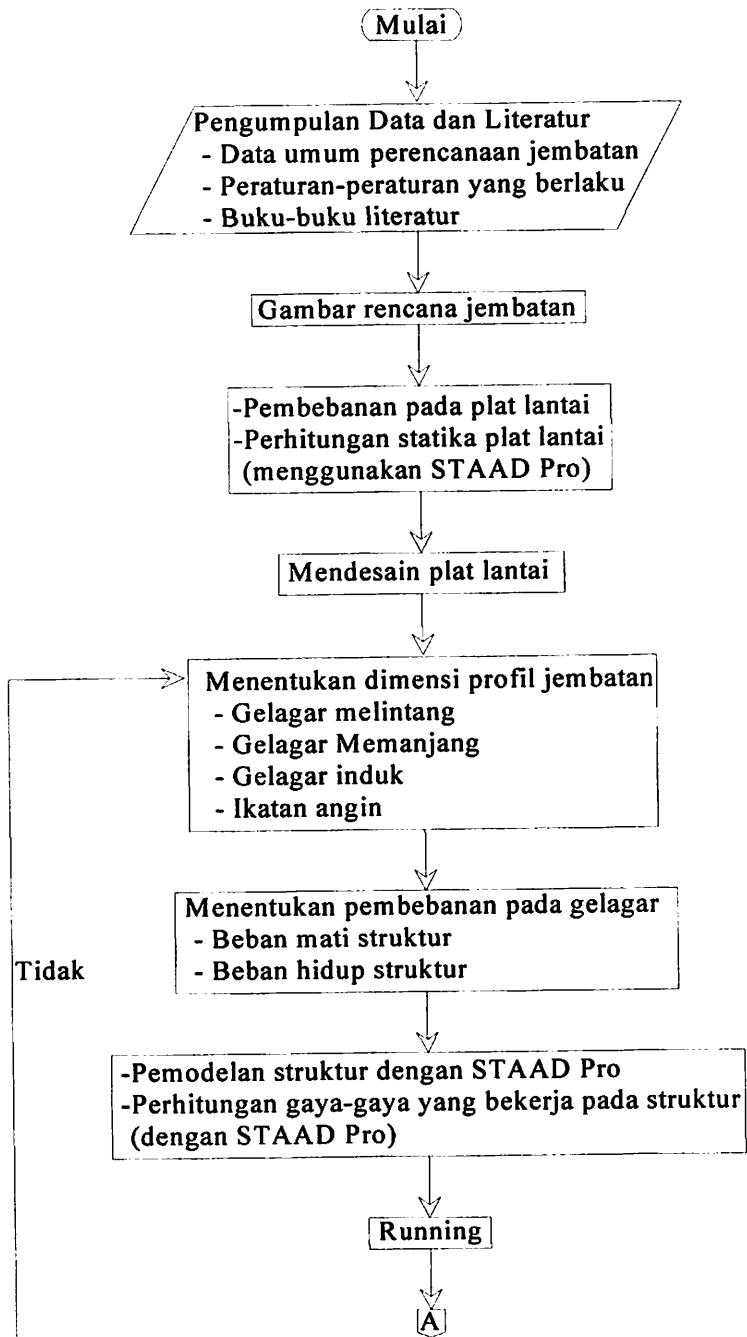 Mulai
Pengumpulan Data dan Literatur
- Data umum perencanaan jembatan
- Peraturan-peraturan yang berlaku
- Buku-buku literatur
Gambar rencana jembatan
-Pembebanan pada plat lantai
-Perhitungan statika plat lantai
(menggunakan STAAD Pro)
Mendesain plat lantai
Menentukan dimensi profil jembatan
- Gelagar melintang
- Gelagar Memanjang
- Gelagar induk
- Ikatan angin
Menentukan pembebanan pada gelagar
- Beban mati struktur
- Beban hidup struktur
Tidak
-Pemodelan struktur dengan STAAD Pro
-Perhitungan gaya-gaya yang bekerja pada struktur
(dengan STAAD Pro)
Running
A